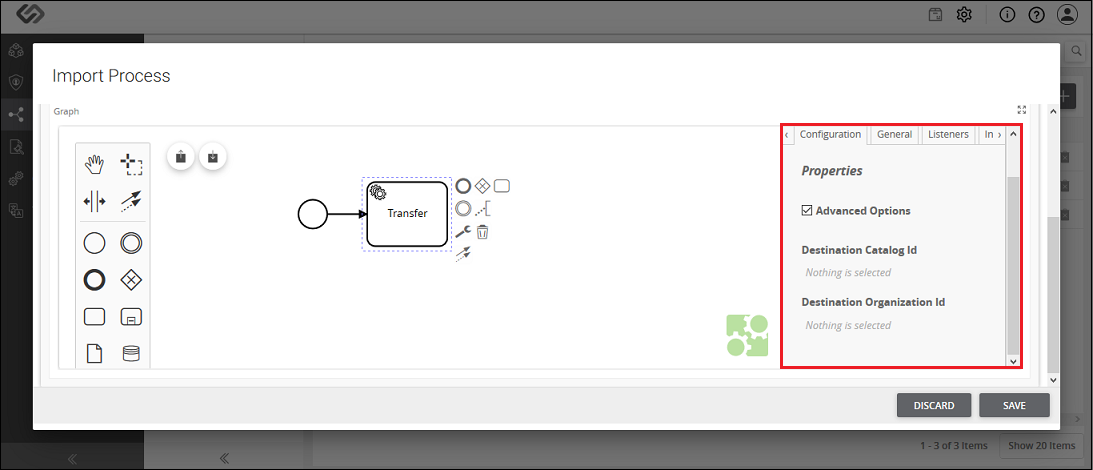 Import Process
Graph
Configuration General Listeners In
Properties
Advanced Options
Transfer
Destination Catalog Id
Nothing is selected
Destination Organization Id
Nothing is selected
DISCARD SAVE
1 - 3 of 3 Items Show 20 Items